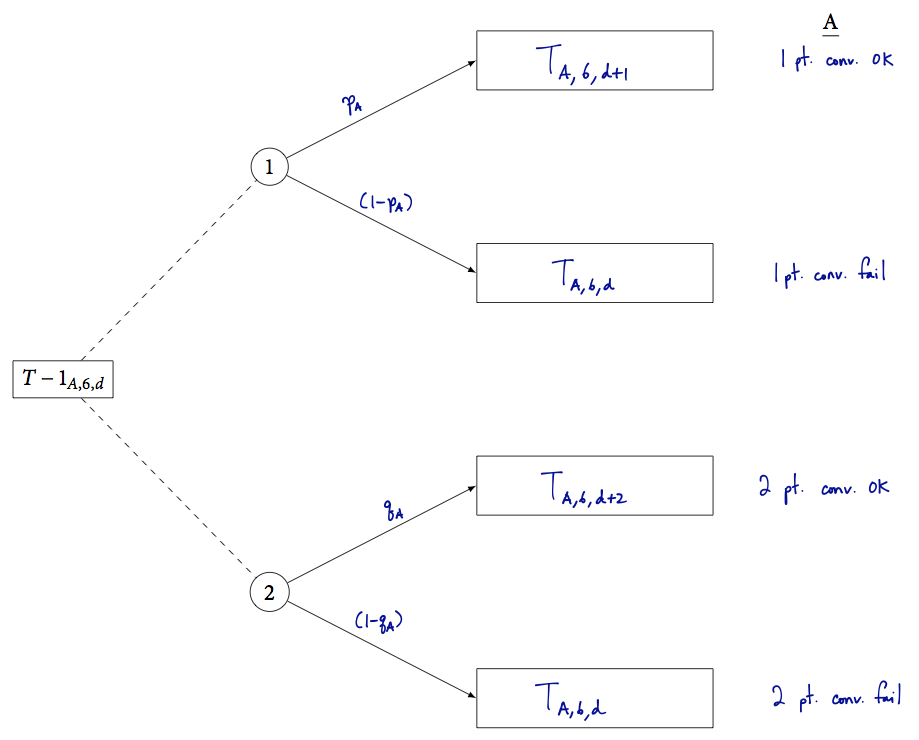 A
T_{A,6,d+1}
1 pt. conv. OK
p_A
1
(1-p_A)
T_{A,6,d}
1 pt. conv. fail
T - 1_{A,6,d}
T_{A,6,d+2}
2 pt. conv. OK
q_A
2
(1-q_A)
T_{A,6,d}
2 pt. conv. fail